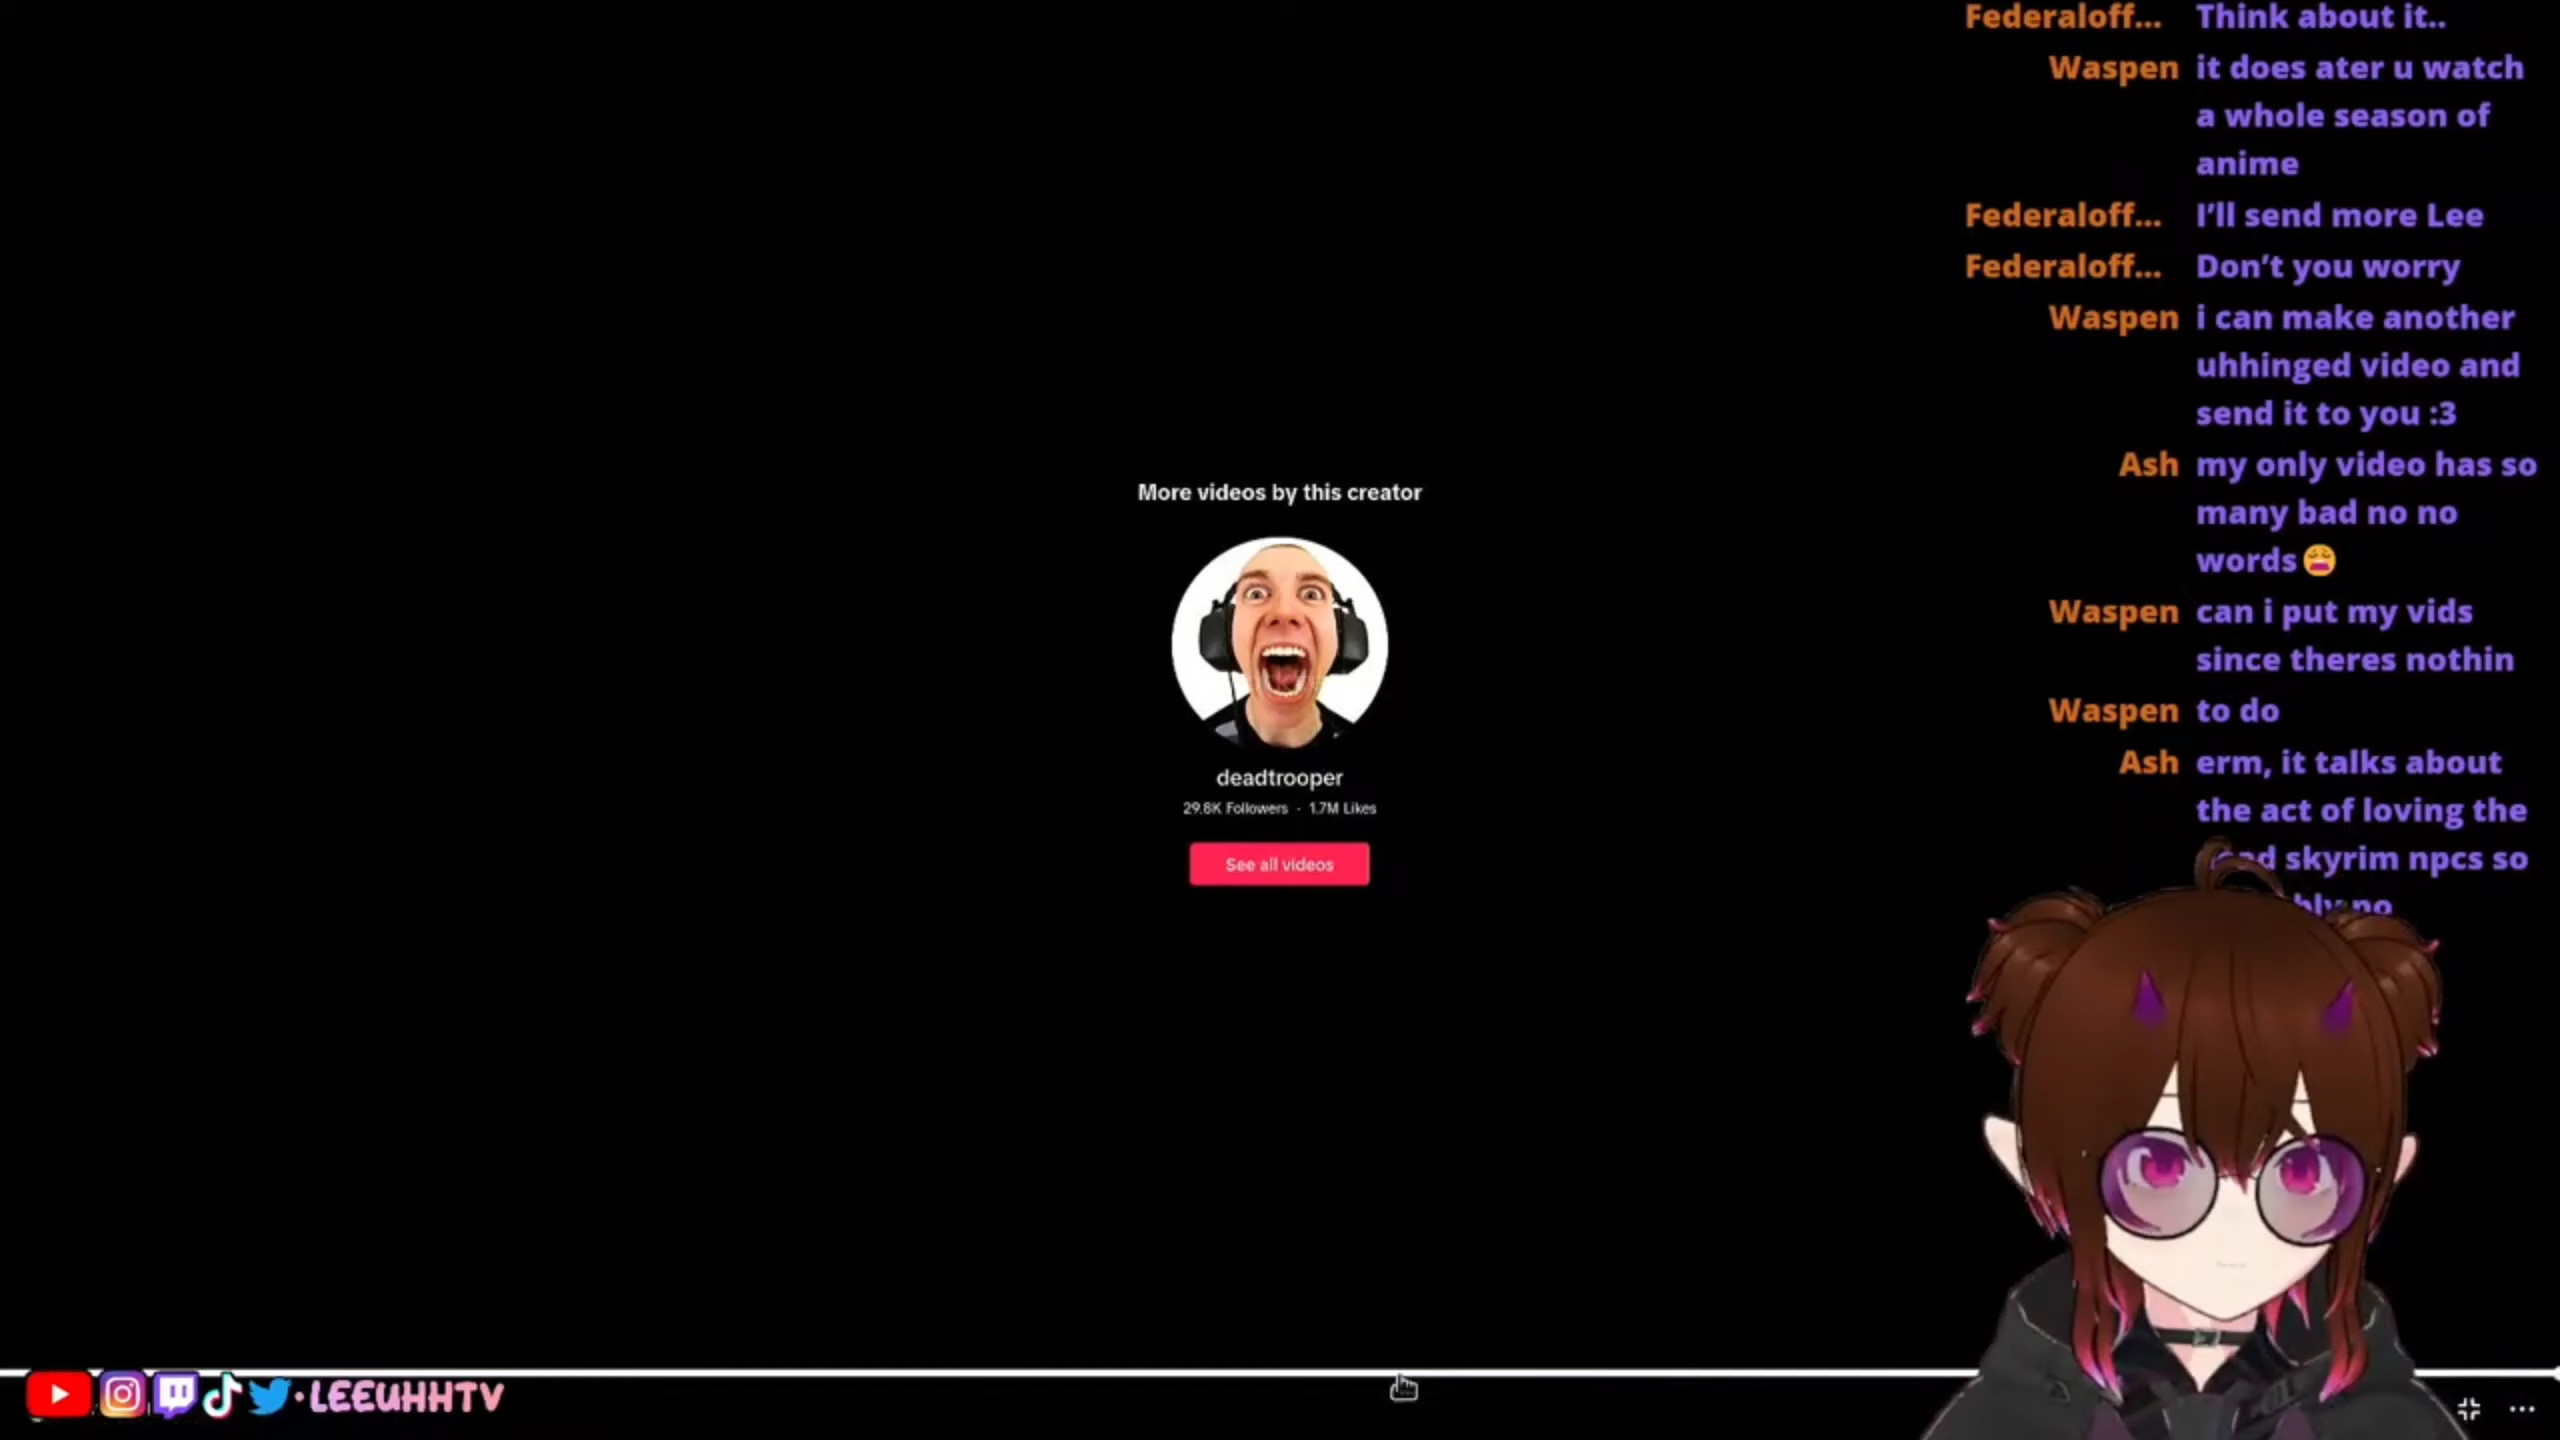 Federaloff... Think about it..
Waspen it does ater u watch
a whole season of
anime
Federaloff... I'll send more Lee
Federaloff... Don't you worry
Waspen i can make another
uhhinged video and
send it to you :3
Ash my only video has so
many bad no no
words😩
Waspen can i put my vids
since theres nothin
Waspen to do
Ash erm, it talks about
the act of loving the
skyrim npcs so
no
More videos by this creator
deadtrooper
29.8K Followers - 1.7M Likes
See all videos
LEEUHHTV